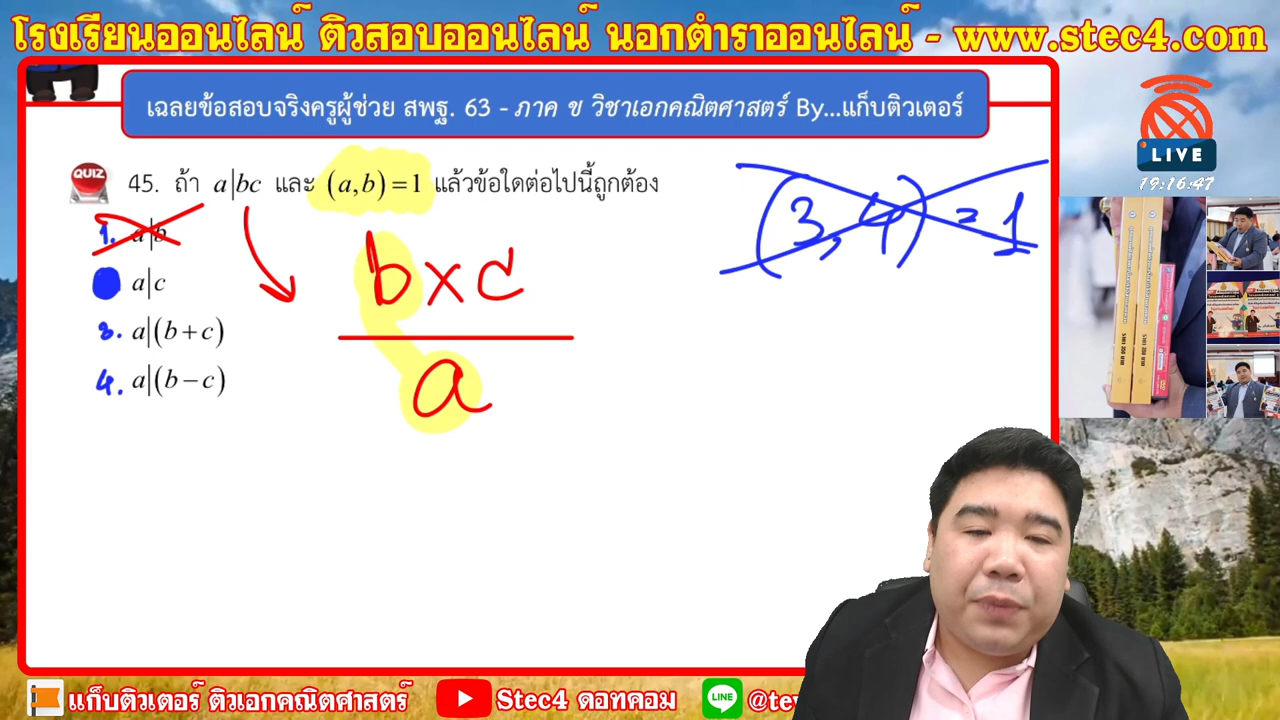 โรงเรียนออนไลน์ ติวสอบออนไลน์ นอกตำราออนไลน์ - www.stec4.com
เฉลยข้อสอบจริงครูผู้ช่วย สพฐ. 63 - ภาค ข วิชาเอกคณิตศาสตร์ By...แก็บติวเตอร์
LIVE
19:16:47
QUIZ
45. ถ้า a|bc และ (a,b)=1 แล้วข้อใดต่อไปนี้ถูกต้อง
(3,4) = 1
1. a|b
a|c
3. a|(b+c)
4. a|(b−c)
b×c
a
แก็บติวเตอร์ ติวเอกคณิตศาสตร์
Stec4 ดอทคอม
LINE